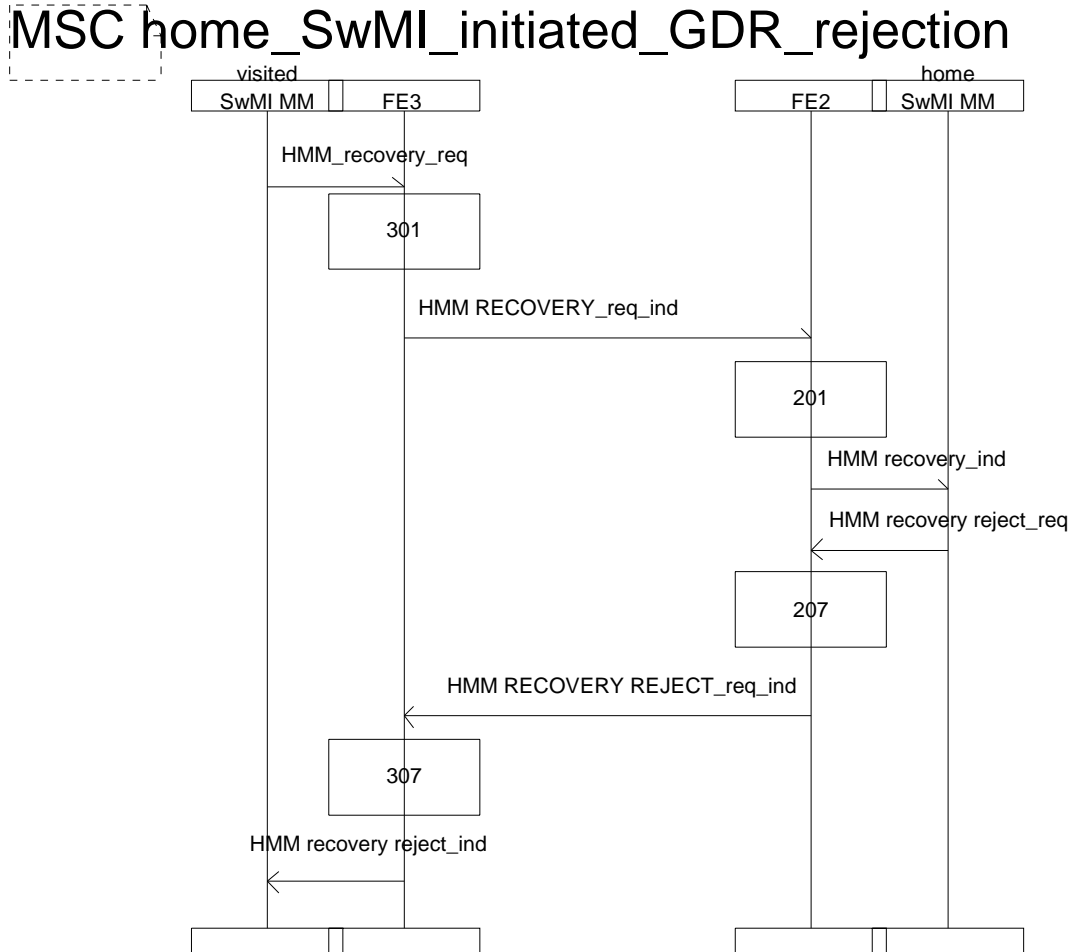 MSC home_SwMI_initiated_GDR_rejection
visited
SwMI MM
FE3
FE2
home
SwMI MM
HMM_recovery_req
301
HMM RECOVERY_req_ind
201
HMM recovery_ind
HMM recovery reject_req
207
HMM RECOVERY REJECT_req_ind
307
HMM recovery reject_ind